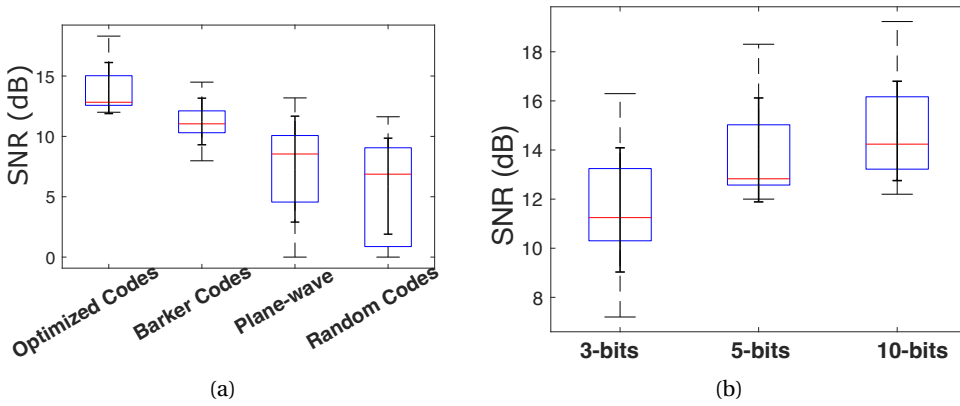 SNR (dB)
15
10
5
0
Optimized Codes
Barker Codes
Plane-wave
Random Codes
(a)
SNR (dB)
18
16
14
12
10
8
3-bits
5-bits
10-bits
(b)